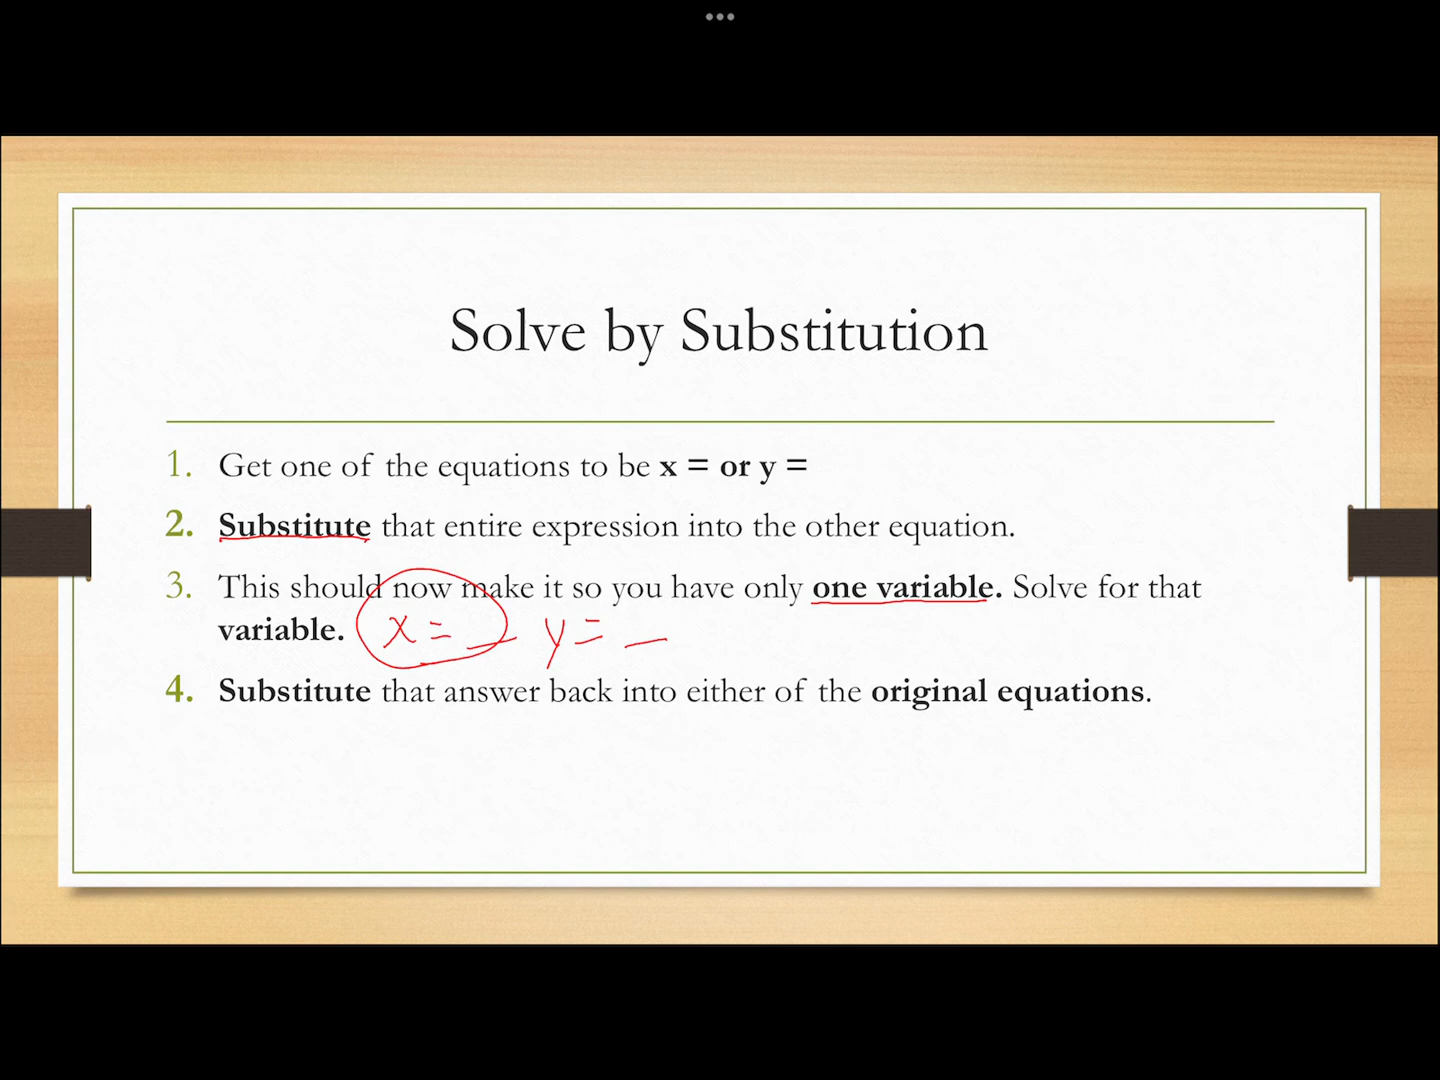 Solve by Substitution
1. Get one of the equations to be x = or y =
2. Substitute that entire expression into the other equation.
3. This should now make it so you have only one variable. Solve for that
variable. x = _ y = _
4. Substitute that answer back into either of the original equations.